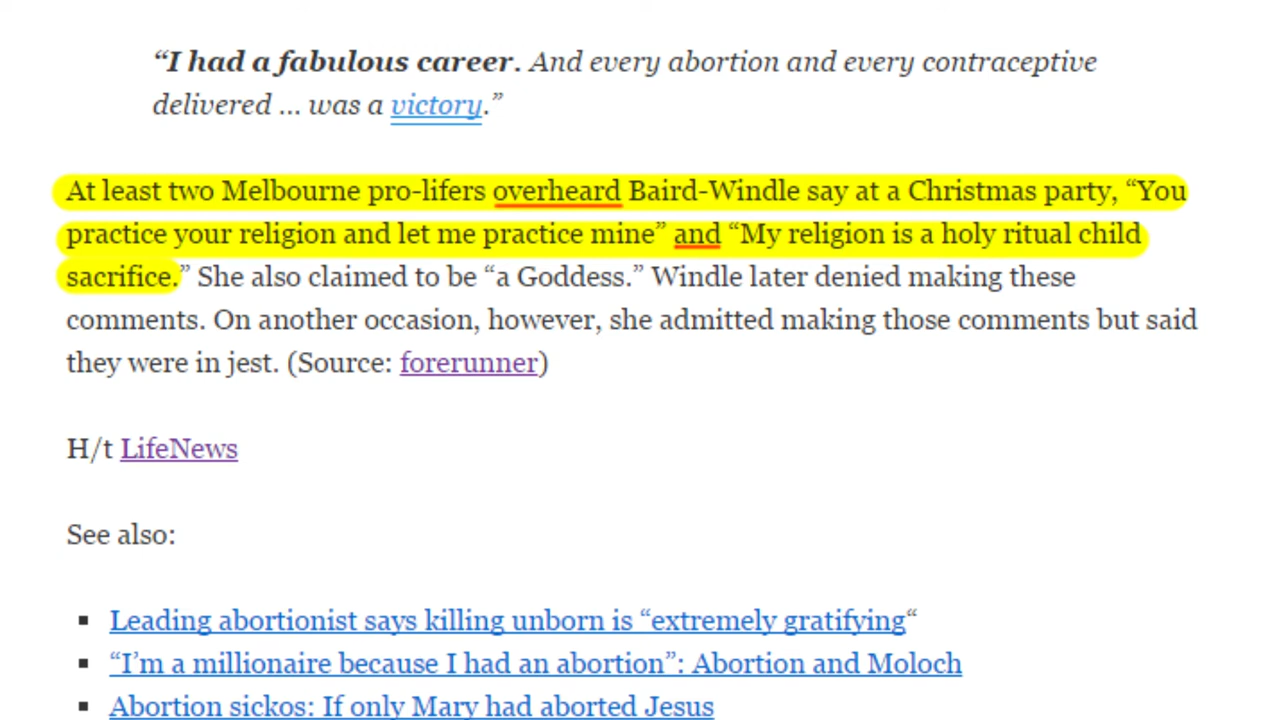 “I had a fabulous career. And every abortion and every contraceptive
delivered ... was a victory.”
At least two Melbourne pro-lifers overheard Baird-Windle say at a Christmas party, “You
practice your religion and let me practice mine” and “My religion is a holy ritual child
sacrifice.” She also claimed to be “a Goddess.” Windle later denied making these
comments. On another occasion, however, she admitted making those comments but said
they were in jest. (Source: forerunner)
H/t LifeNews
See also:
▪ Leading abortionist says killing unborn is “extremely gratifying“
▪ “I’m a millionaire because I had an abortion”: Abortion and Moloch
▪ Abortion sickos: If only Mary had aborted Jesus